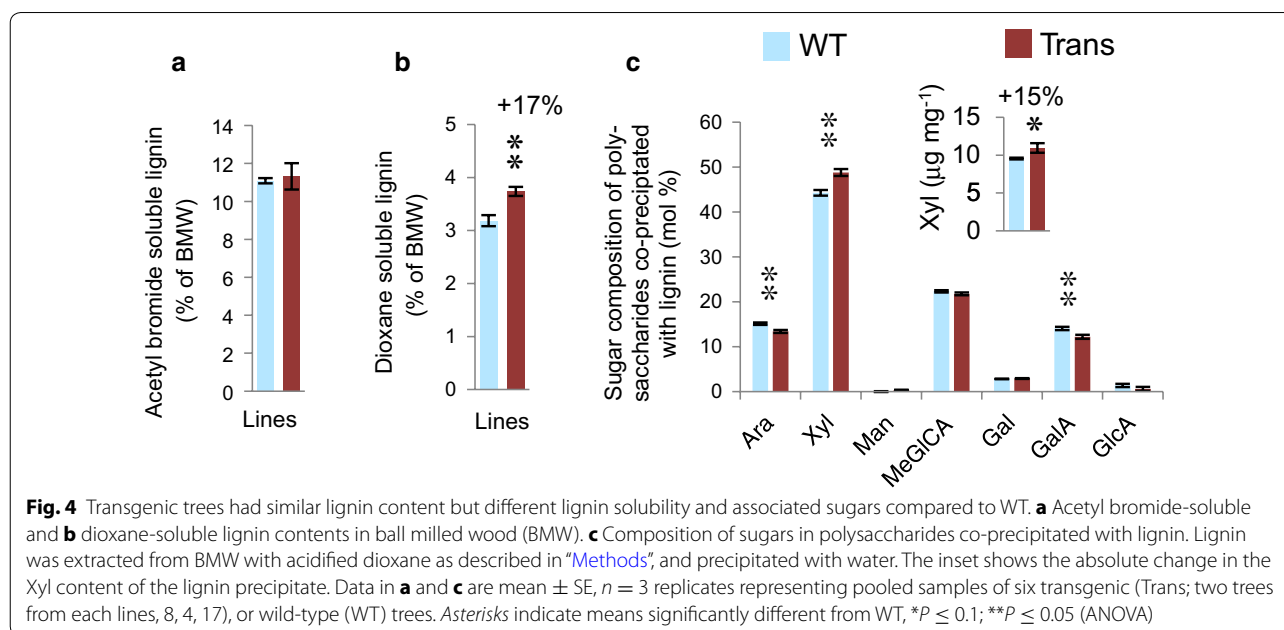 WT Trans
a b c
+17%
+15%
Acetyl bromide soluble lignin
(% of BMW)
14
12
10
8
6
4
2
0
Lines
Dioxane soluble lignin
(% of BMW)
5
4
3
2
1
0
**
Lines
Sugar composition of poly-
saccharides co-preciptated
with lignin (mol %)
60
50
40
30
20
10
0
**
**
**
Ara Xyl Man MeGlCA Gal GalA GlcA
Xyl (µg mg-1)
15
10
5
0
*
Fig. 4 Transgenic trees had similar lignin content but different lignin solubility and associated sugars compared to WT. a Acetyl bromide-soluble
and b dioxane-soluble lignin contents in ball milled wood (BMW). c Composition of sugars in polysaccharides co-precipitated with lignin. Lignin
was extracted from BMW with acidified dioxane as described in “Methods”, and precipitated with water. The inset shows the absolute change in the
Xyl content of the lignin precipitate. Data in a and c are mean ± SE, n = 3 replicates representing pooled samples of six transgenic (Trans; two trees
from each lines, 8, 4, 17), or wild-type (WT) trees. Asterisks indicate means significantly different from WT, *P ≤ 0.1; **P ≤ 0.05 (ANOVA)